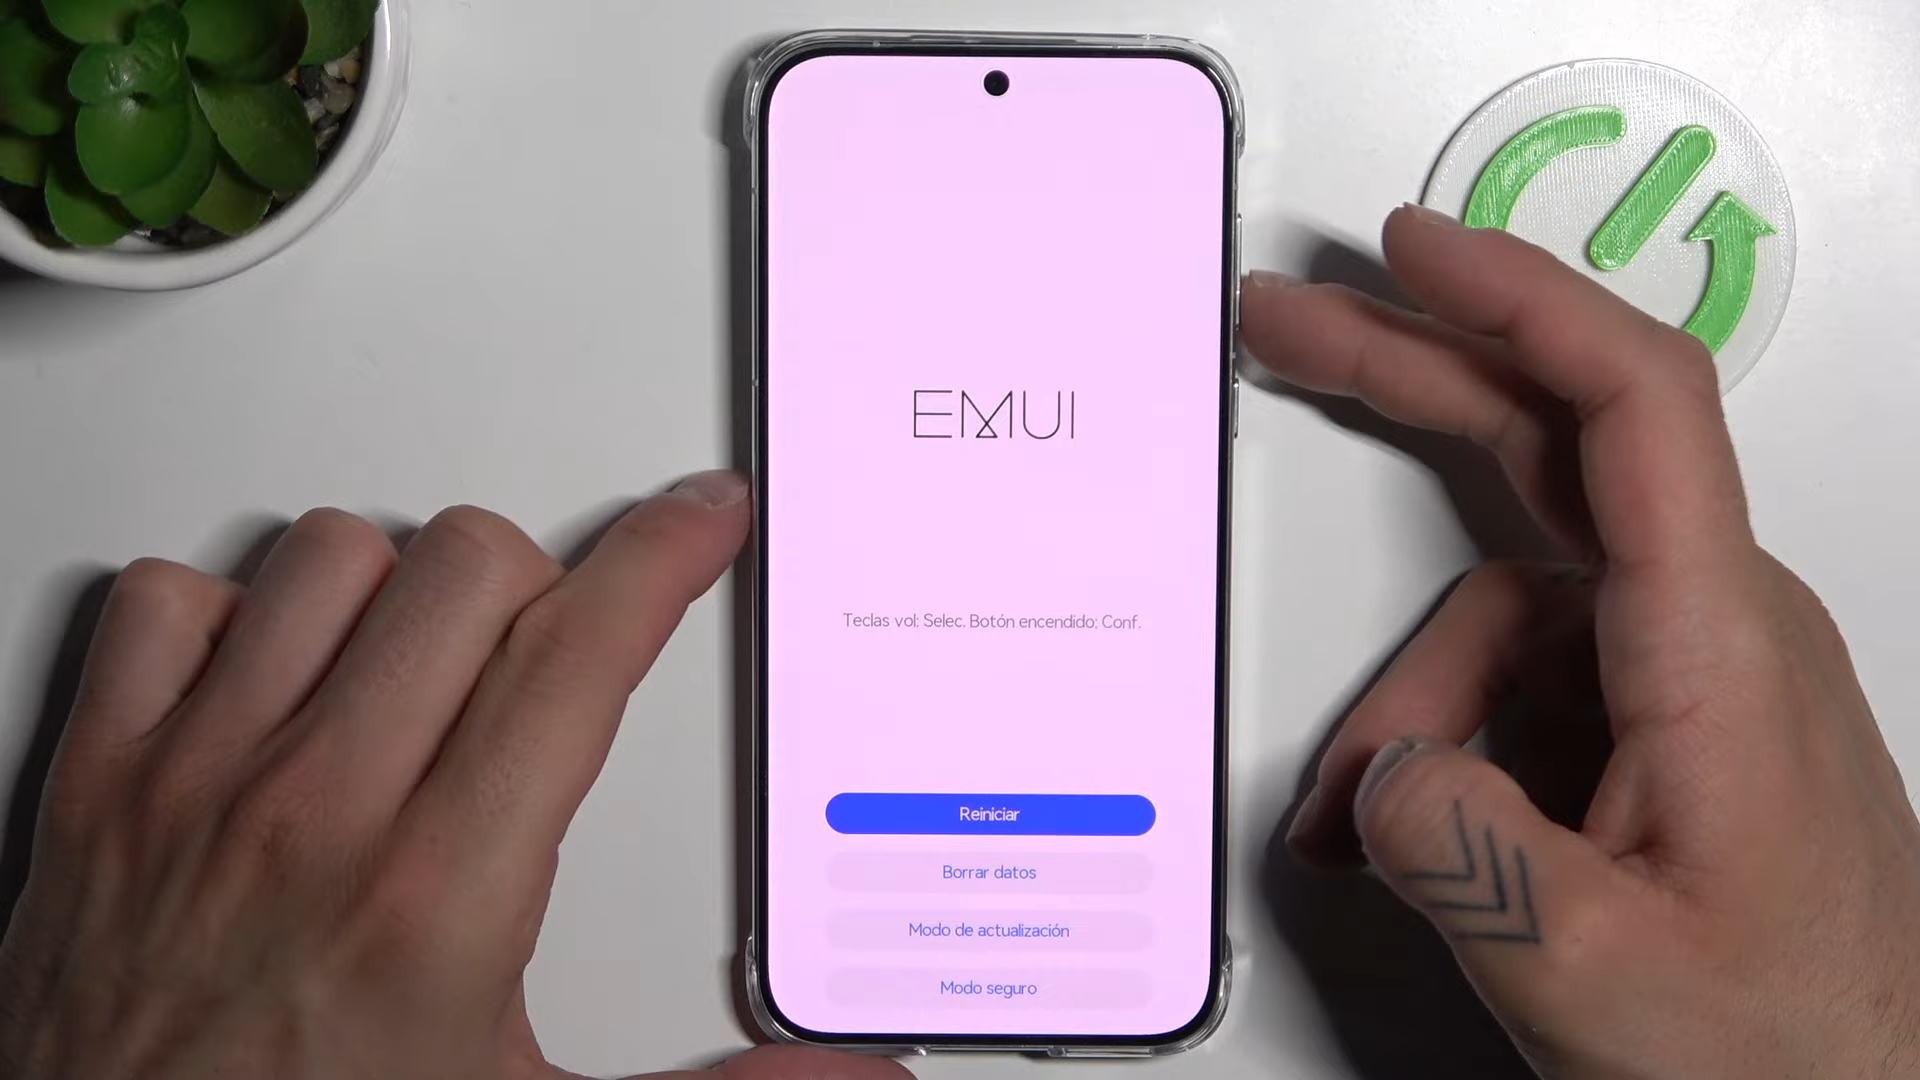 EMUI
Teclas vol: Selec. Botón encendido: Conf.
Reiniciar
Borrar datos
Modo de actualización
Modo seguro